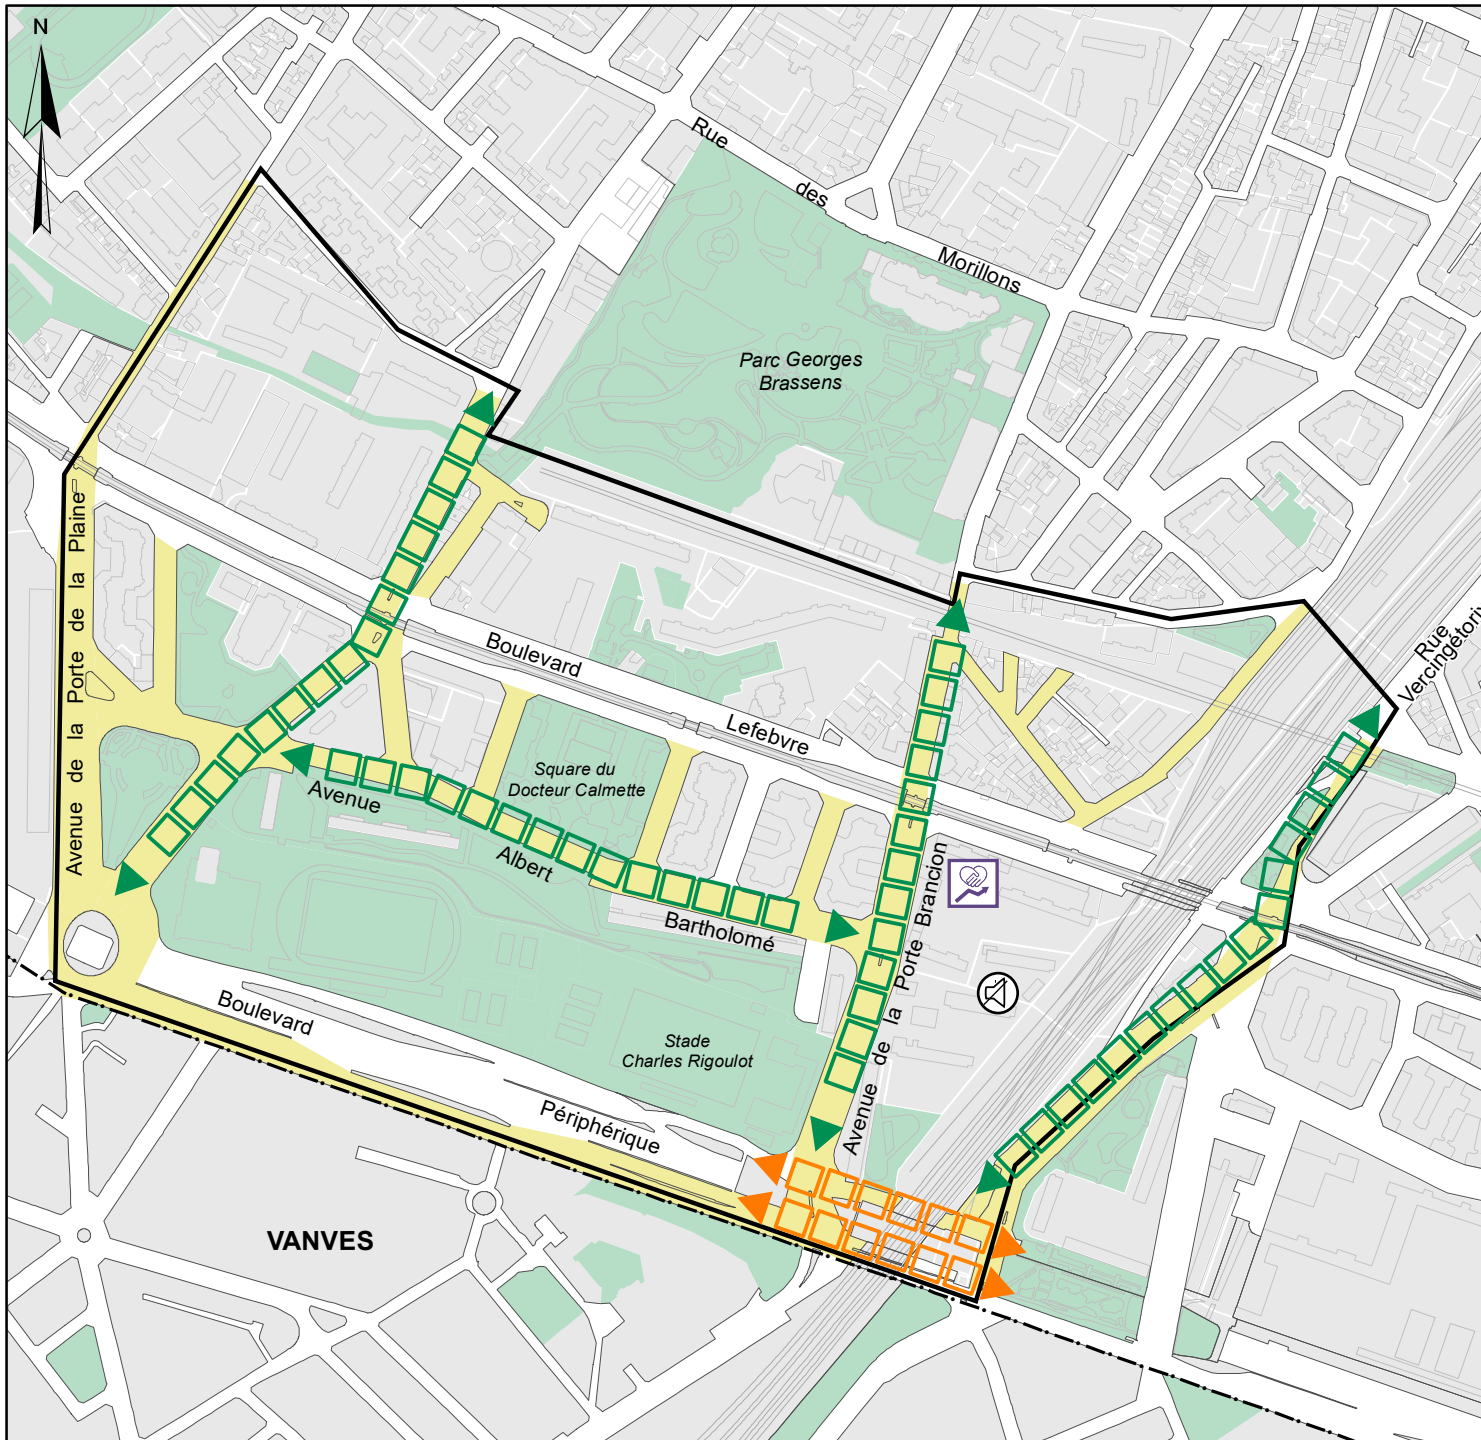 N
Rue
des
Morillons
Parc Georges
Brassens
Avenue de la Porte de la Plaine
Boulevard
Lefebvre
Rue
Square du
Docteur Calmette
Avenue
Albert
Bartholomé
Avenue de la Porte Brancion
Boulevard
Périphérique
Stade
Charles Rigoulot
VANVES